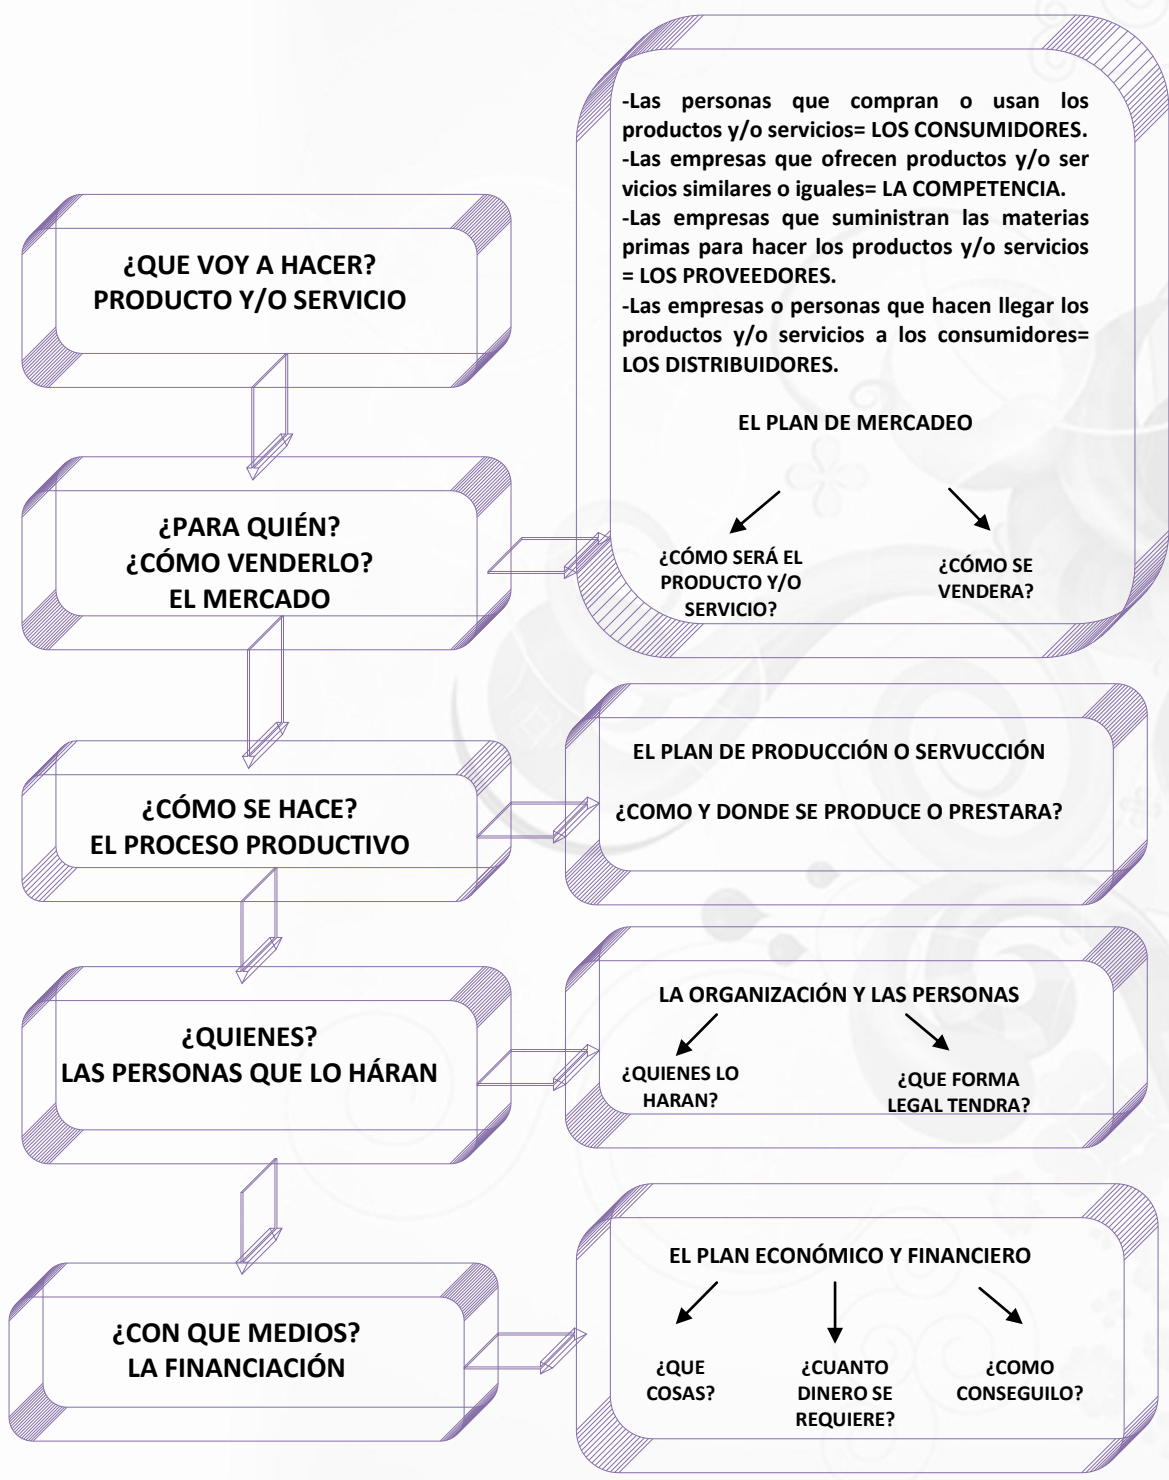 ¿QUE VOY A HACER?
PRODUCTO Y/O SERVICIO
¿PARA QUIÉN?
¿CÓMO VENDERLO?
EL MERCADO
-Las personas que compran o usan los
productos y/o servicios= LOS CONSUMIDORES.
-Las empresas que ofrecen productos y/o ser
vicios similares o iguales= LA COMPETENCIA.
-Las empresas que suministran las materias
primas para hacer los productos y/o servicios
= LOS PROVEEDORES.
-Las empresas o personas que hacen llegar los
productos y/o servicios a los consumidores=
LOS DISTRIBUIDORES.
EL PLAN DE MERCADEO
¿CÓMO SERÁ EL
PRODUCTO Y/O
SERVICIO?
¿CÓMO SE
VENDERA?
¿CÓMO SE HACE?
EL PROCESO PRODUCTIVO
EL PLAN DE PRODUCCIÓN O SERVUCCIÓN
¿COMO Y DONDE SE PRODUCE O PRESTARA?
¿QUIENES?
LAS PERSONAS QUE LO HÁRAN
LA ORGANIZACIÓN Y LAS PERSONAS
¿QUIENES LO
HARAN?
¿QUE FORMA
LEGAL TENDRA?
¿CON QUE MEDIOS?
LA FINANCIACIÓN
EL PLAN ECONÓMICO Y FINANCIERO
¿QUE
COSAS?
¿CUANTO
DINERO SE
REQUIERE?
¿COMO
CONSEGUILO?